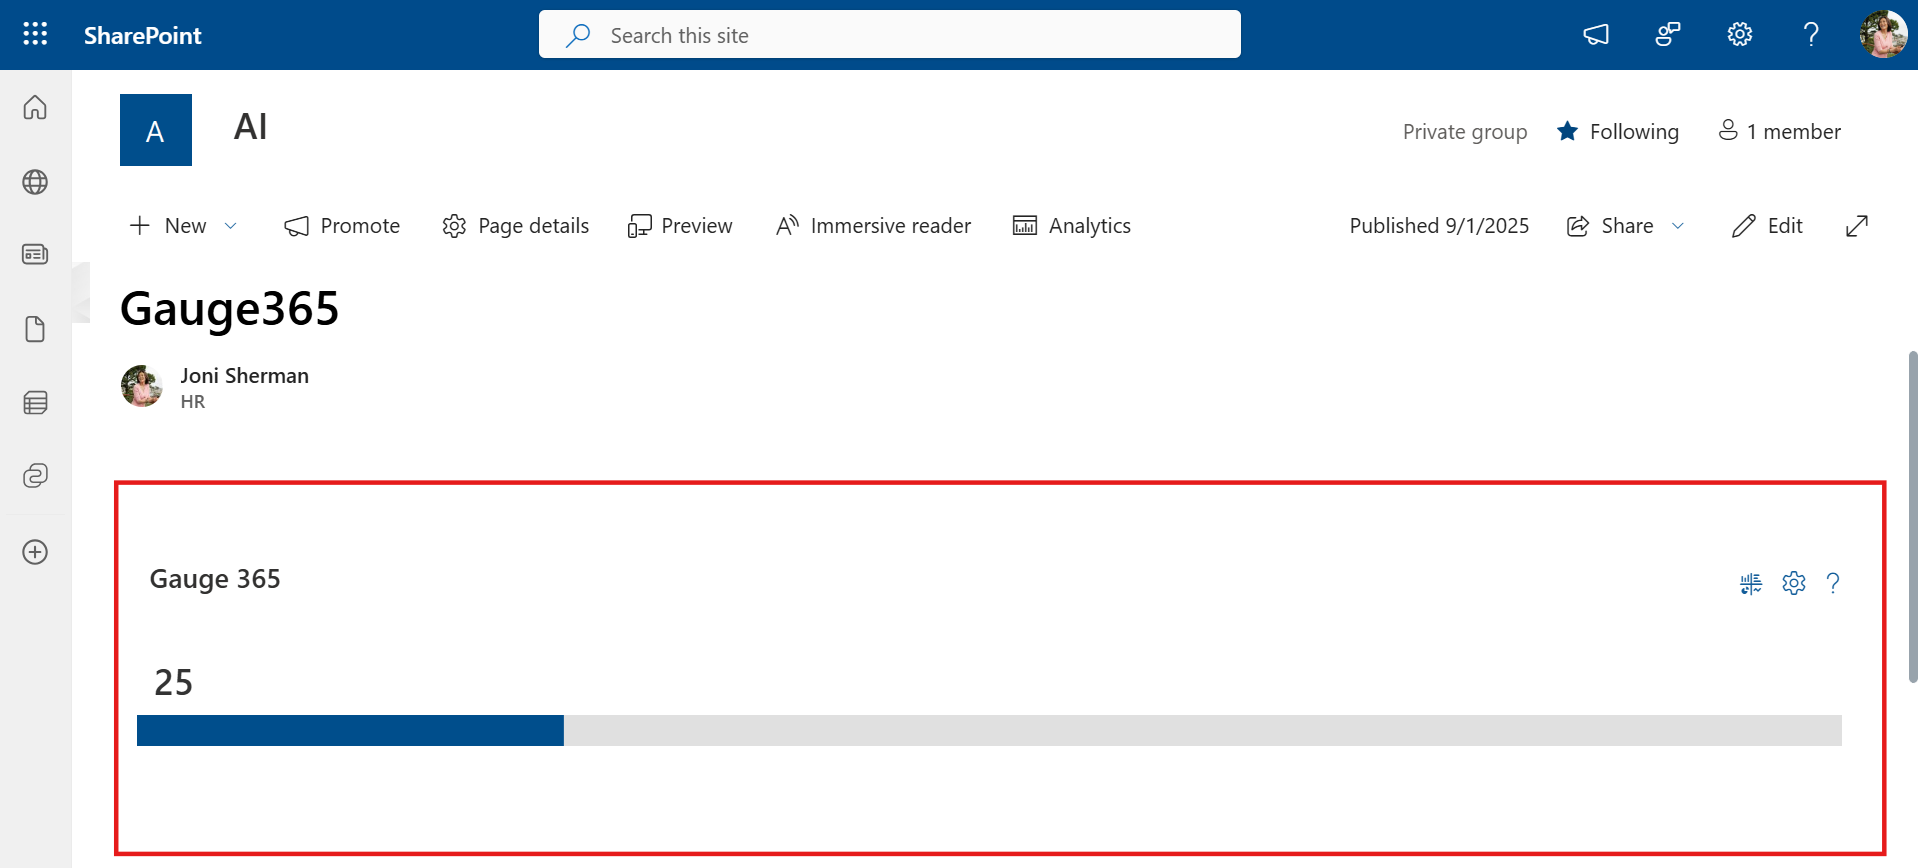 SharePoint
Search this site
A
AI
Private group
Following
1 member
New
Promote
Page details
Preview
Immersive reader
Analytics
Published 9/1/2025
Share
Edit
Gauge365
Joni Sherman
HR
Gauge 365
25